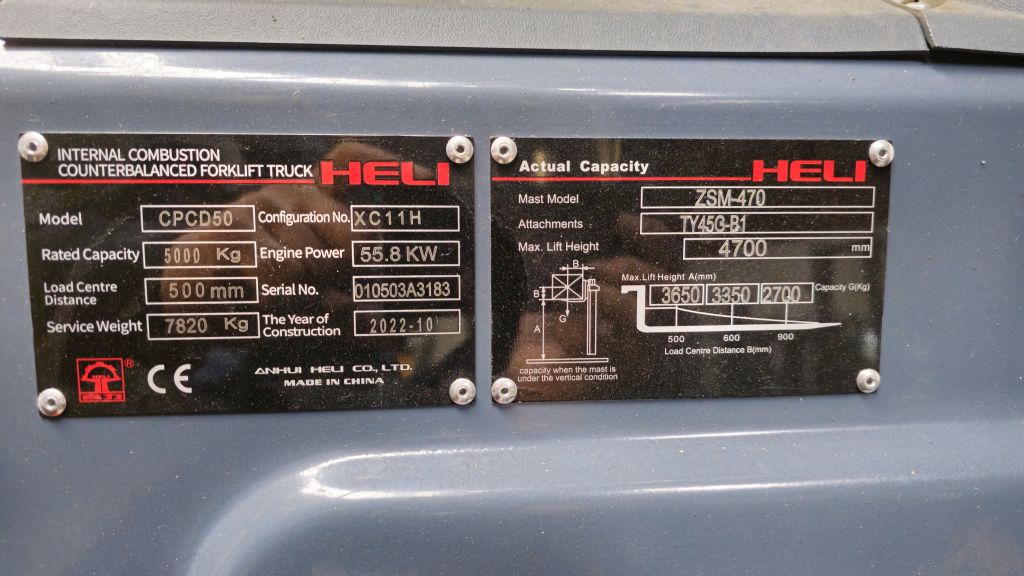 INTERNAL COMBUSTION
COUNTERBALANCED FORKLIFT TRUCK HELI
Model CPCD50 Configuration No. XC11H
Rated Capacity 5000 Kg Engine Power 55.8 KW
Load Centre Distance 500 mm Serial No. 010503A3183
Service Weight 7820 Kg The Year of Construction 2022-10
® CE
ANHUI HELI CO., LTD.
MADE IN CHINA
Actual Capacity HELI
Mast Model ZSM-470
Attachments TY45G-B1
Max. Lift Height 4700 mm
B
B
A
G
Max.Lift Height A(mm)
3650 3350 2700 Capacity G(Kg)
500 600 900
Load Centre Distance B(mm)
capacity when the mast is
under the vertical condition